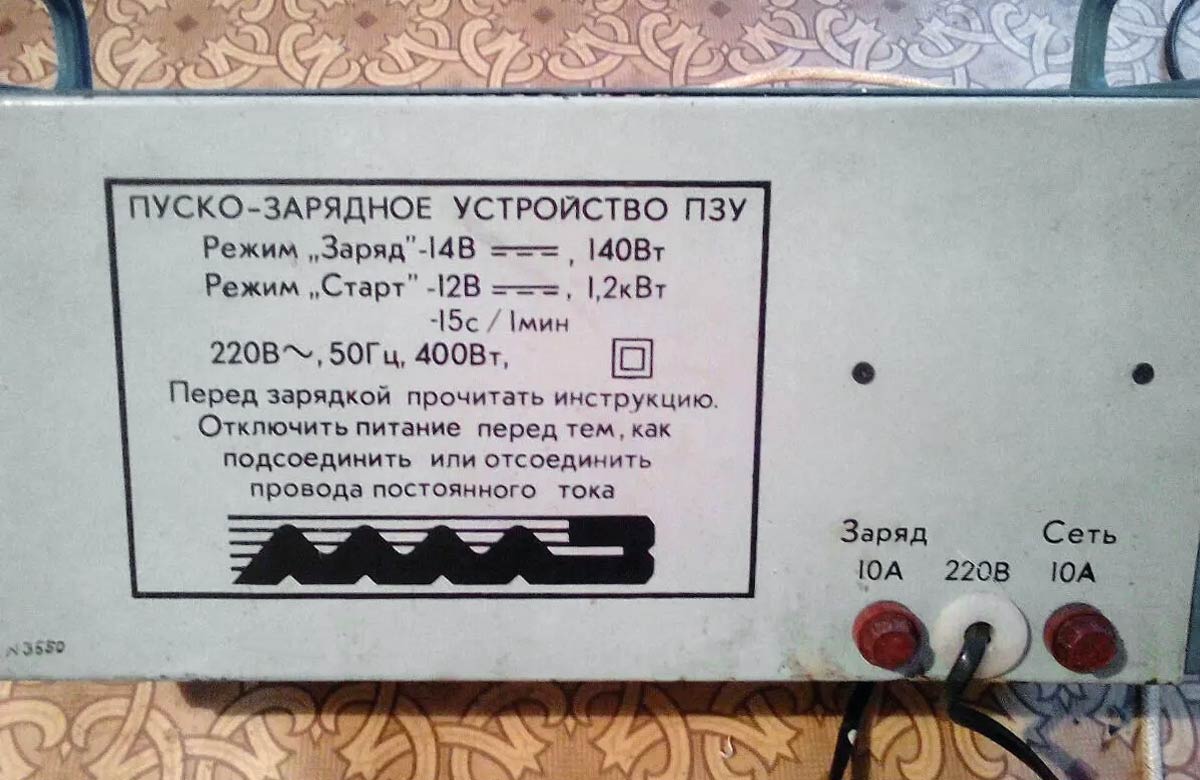 ПУСКО-ЗАРЯДНОЕ УСТРОЙСТВО ПЗУ
Режим „Заряд"-14В ⎓, 140Вт
Режим „Старт" -12В ⎓, 1,2кВт
-15с / 1мин
220В~, 50Гц, 400Вт,
Перед зарядкой прочитать инструкцию.
Отключить питание перед тем, как
подсоединить или отсоединить
провода постоянного тока
Заряд Сеть
10А 220В 10А
N3550